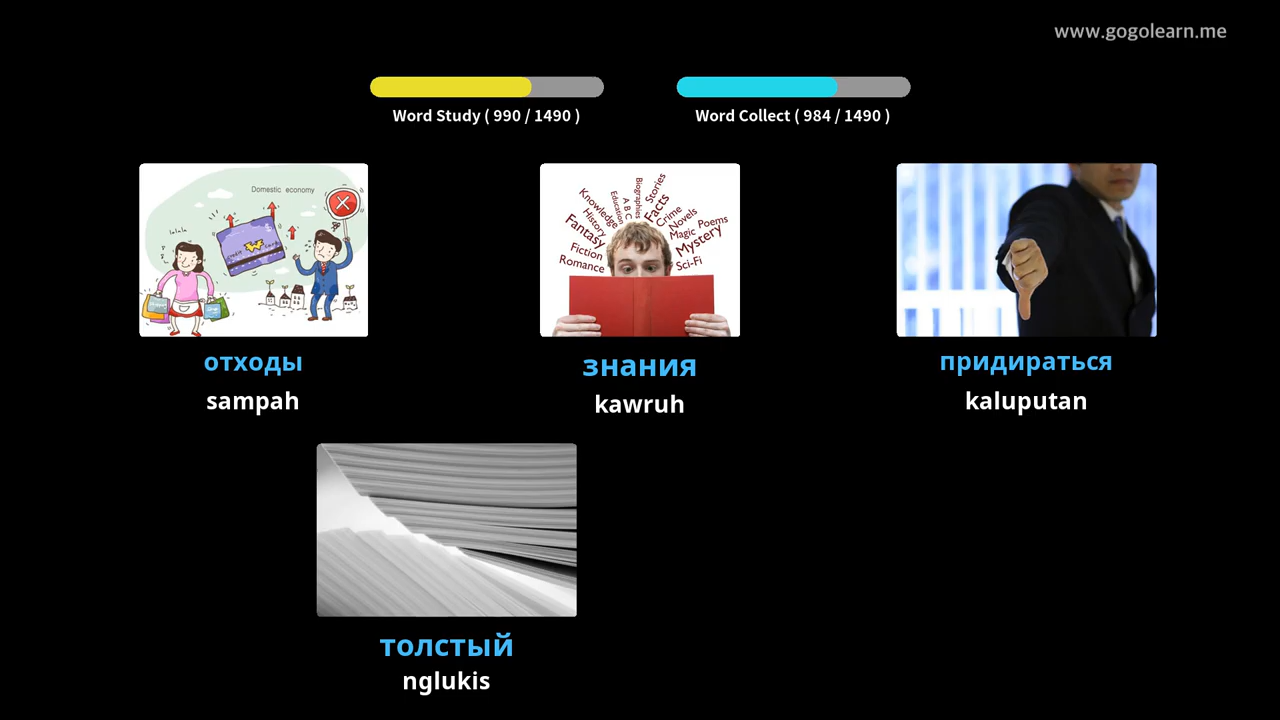 www.gogolearn.me
Word Study ( 990 / 1490 )
Word Collect ( 984 / 1490 )
Domestic economy
lalala
Knowledge
History
Fantasy
Fiction
Romance
Education
A B C
Biographies
Stories
Facts
Crime
Novels
Magic Poems
Mystery
Sci-Fi
отходы
знания
придираться
sampah
kawruh
kaluputan
толстый
nglukis